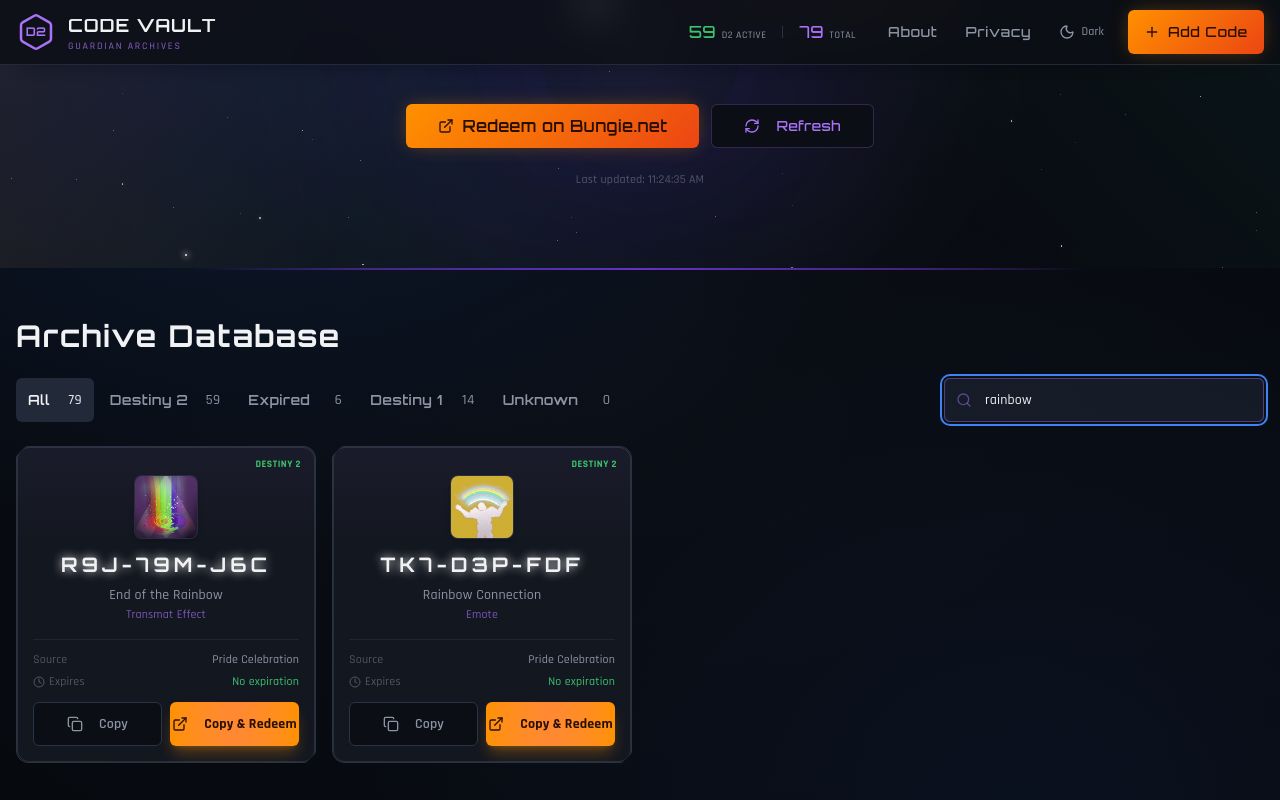 D2
CODE VAULT
GUARDIAN ARCHIVES
59 D2 ACTIVE
79 TOTAL
About
Privacy
Dark
Add Code
Redeem on Bungie.net
Refresh
Last updated: 11:24:35 AM
Archive Database
All 79
Destiny 2 59
Expired 6
Destiny 1 14
Unknown 0
rainbow
DESTINY 2
R9J-79M-J6C
End of the Rainbow
Transmat Effect
Source Pride Celebration
Expires No expiration
Copy
Copy & Redeem
DESTINY 2
TK7-D3P-FDF
Rainbow Connection
Emote
Source Pride Celebration
Expires No expiration
Copy
Copy & Redeem